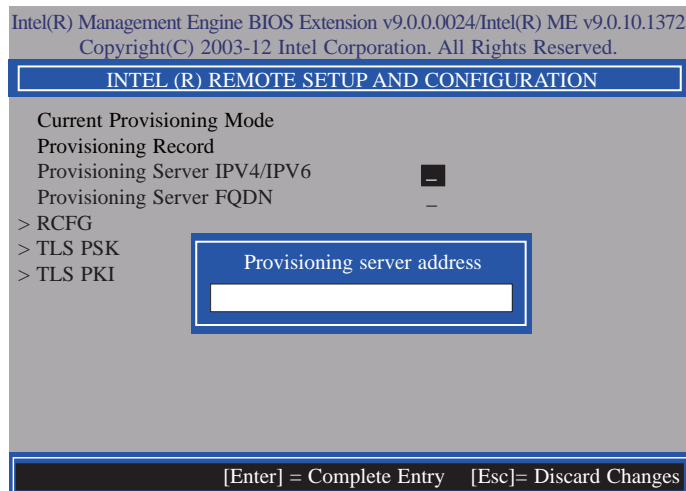 Intel(R) Management Engine BIOS Extension v9.0.0.0024/Intel(R) ME v9.0.10.1372
Copyright(C) 2003-12 Intel Corporation. All Rights Reserved.
INTEL (R) REMOTE SETUP AND CONFIGURATION
Current Provisioning Mode
Provisioning Record
Provisioning Server IPV4/IPV6 _
Provisioning Server FQDN _
> RCFG
> TLS PSK
> TLS PKI
Provisioning server address
[Enter] = Complete Entry [Esc]= Discard Changes